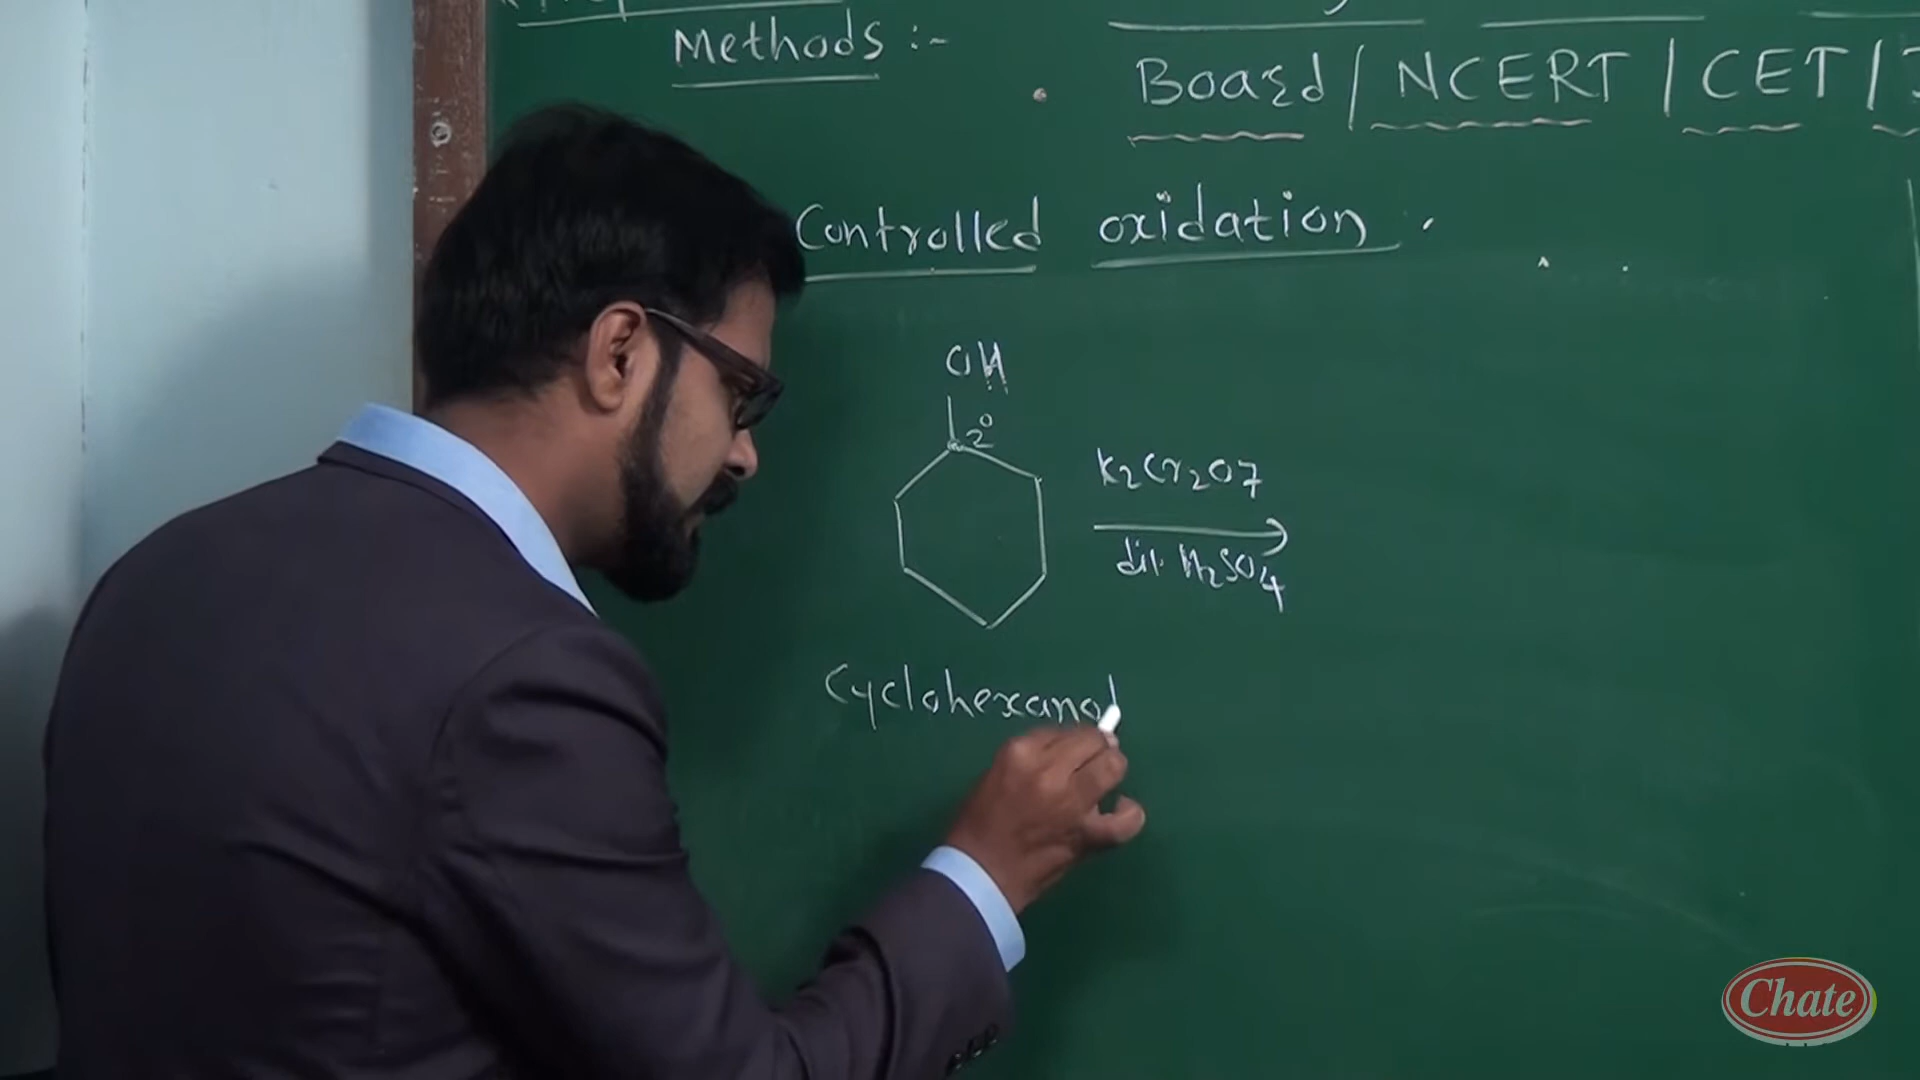 Methods :-
Board / NCERT / CET /
Controlled oxidation .
OH
2°
K2Cr2O7
dil. H2SO4
Cyclohexanol
Chate